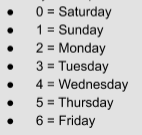 ● 0 = Saturday
● 1 = Sunday
● 2 = Monday
● 3 = Tuesday
● 4 = Wednesday
● 5 = Thursday
● 6 = Friday